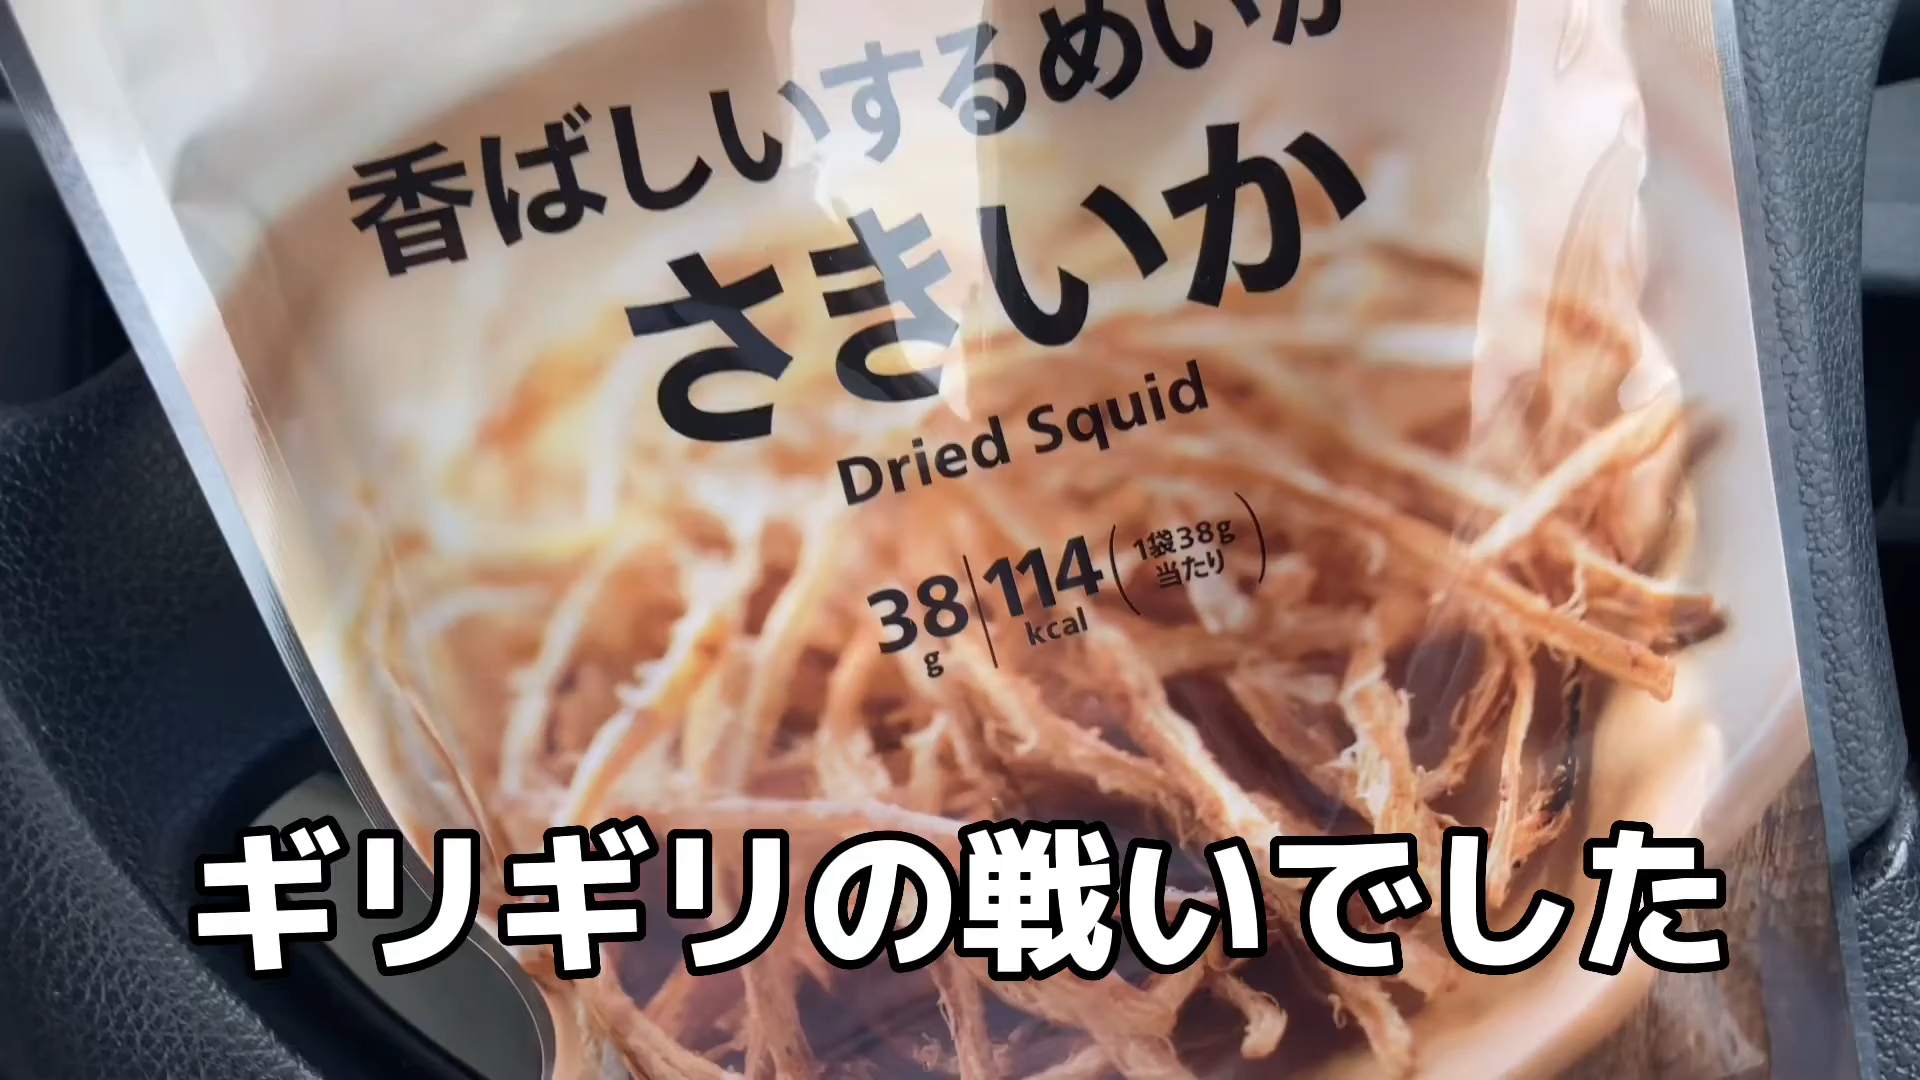 香ばしいするめいか
さきいか
Dried Squid
38g 114kcal (1袋38g当たり)
ギリギリの戦いでした